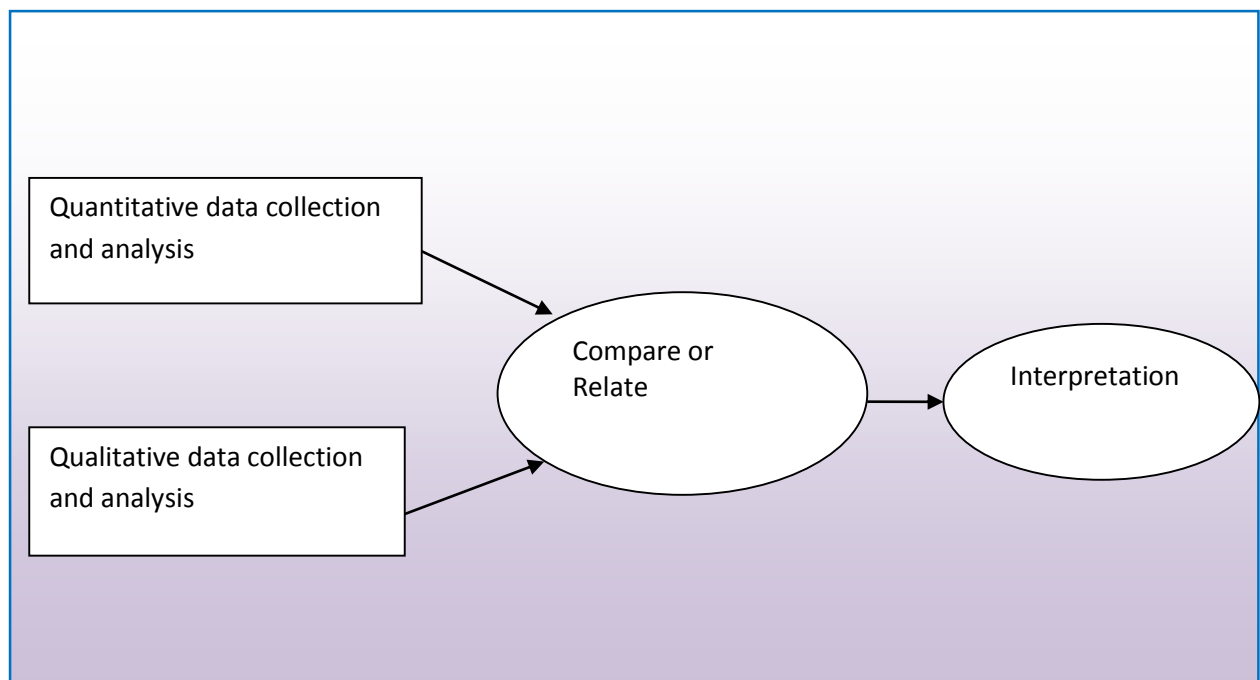 Quantitative data collection
and analysis
Compare or
Relate
Interpretation
Qualitative data collection
and analysis